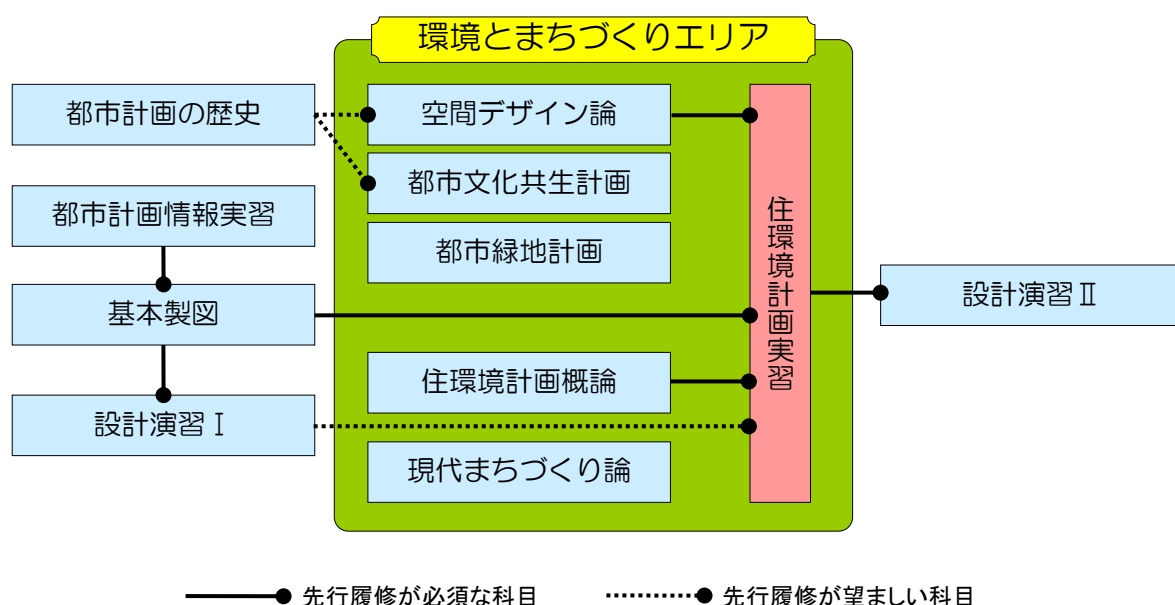 環境とまちづくりエリア
都市計画の歴史
空間デザイン論
都市文化共生計画
都市計画情報実習
都市緑地計画
住環境計画実習
設計演習Ⅱ
基本製図
住環境計画概論
設計演習Ⅰ
現代まちづくり論
先行履修が必須な科目
先行履修が望ましい科目